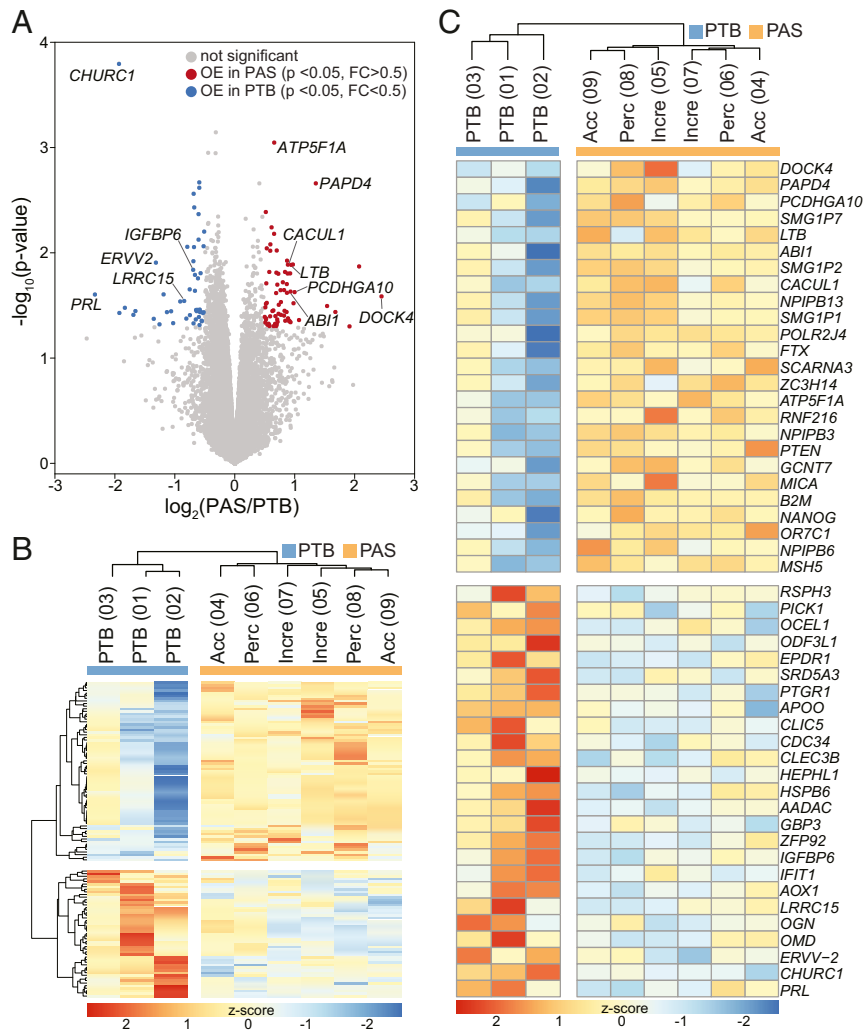 A
-log10(p-value)
-4
3
2
1
0
not significant
OE in PAS (p <0.05, FC>0.5)
OE in PTB (p <0.05, FC<0.5)
CHURC1
ATP5F1A
PAPD4
IGFBP6
CACUL1
ERVV2
LTB
LRRC15
PCDHGA10
PRL
ABI1
DOCK4
-3 -2 -1 0 1 2 3
log2(PAS/PTB)
B
PTB PAS
PTB (03)
PTB (01)
PTB (02)
Acc (04)
Perc (06)
Incre (07)
Incre (05)
Perc (08)
Acc (09)
z-score
2 1 0 -1 -2
C
PTB PAS
PTB (03)
PTB (01)
PTB (02)
Acc (09)
Perc (08)
Incre (05)
Incre (07)
Perc (06)
Acc (04)
DOCK4
PAPD4
PCDHGA10
SMG1P7
LTB
ABI1
SMG1P2
CACUL1
NPIPB13
SMG1P1
POLR2J4
FTX
SCARNA3
ZC3H14
ATP5F1A
RNF216
NPIPB3
PTEN
GCNT7
MICA
B2M
NANOG
OR7C1
NPIPB6
MSH5
RSPH3
PICK1
OCEL1
ODF3L1
EPDR1
SRD5A3
PTGR1
APOO
CLIC5
CDC34
CLEC3B
HEPHL1
HSPB6
AADAC
GBP3
ZFP92
IGFBP6
IFIT1
AOX1
LRRC15
OGN
OMD
ERVV-2
CHURC1
PRL
z-score
2 1 0 -1 -2